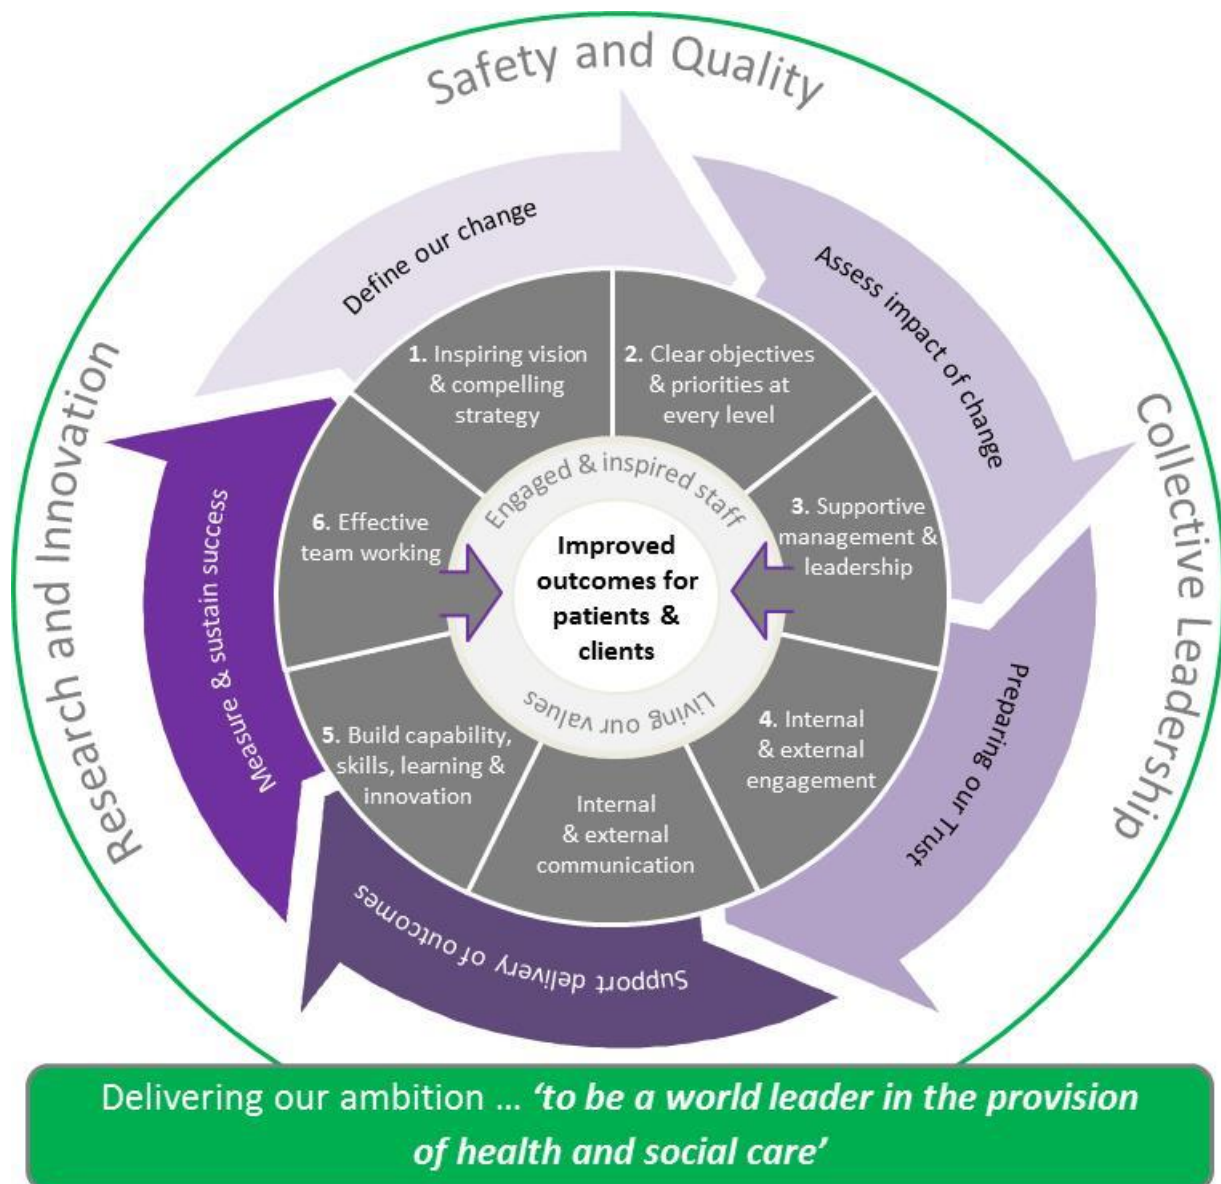 Safety and Quality
Collective Leadership
Research and Innovation
Define our change
Assess impact of change
Preparing our Trust
Support delivery of outcomes
Measure & sustain success
1. Inspiring vision
& compelling
strategy
2. Clear objectives
& priorities at
every level
3. Supportive
management &
leadership
4. Internal
& external
engagement
Internal
& external
communication
5. Build capability,
skills, learning &
innovation
6. Effective
team working
Engaged & inspired staff
Improved
outcomes for
patients &
clients
Living our values
Delivering our ambition ... ‘to be a world leader in the provision
of health and social care’